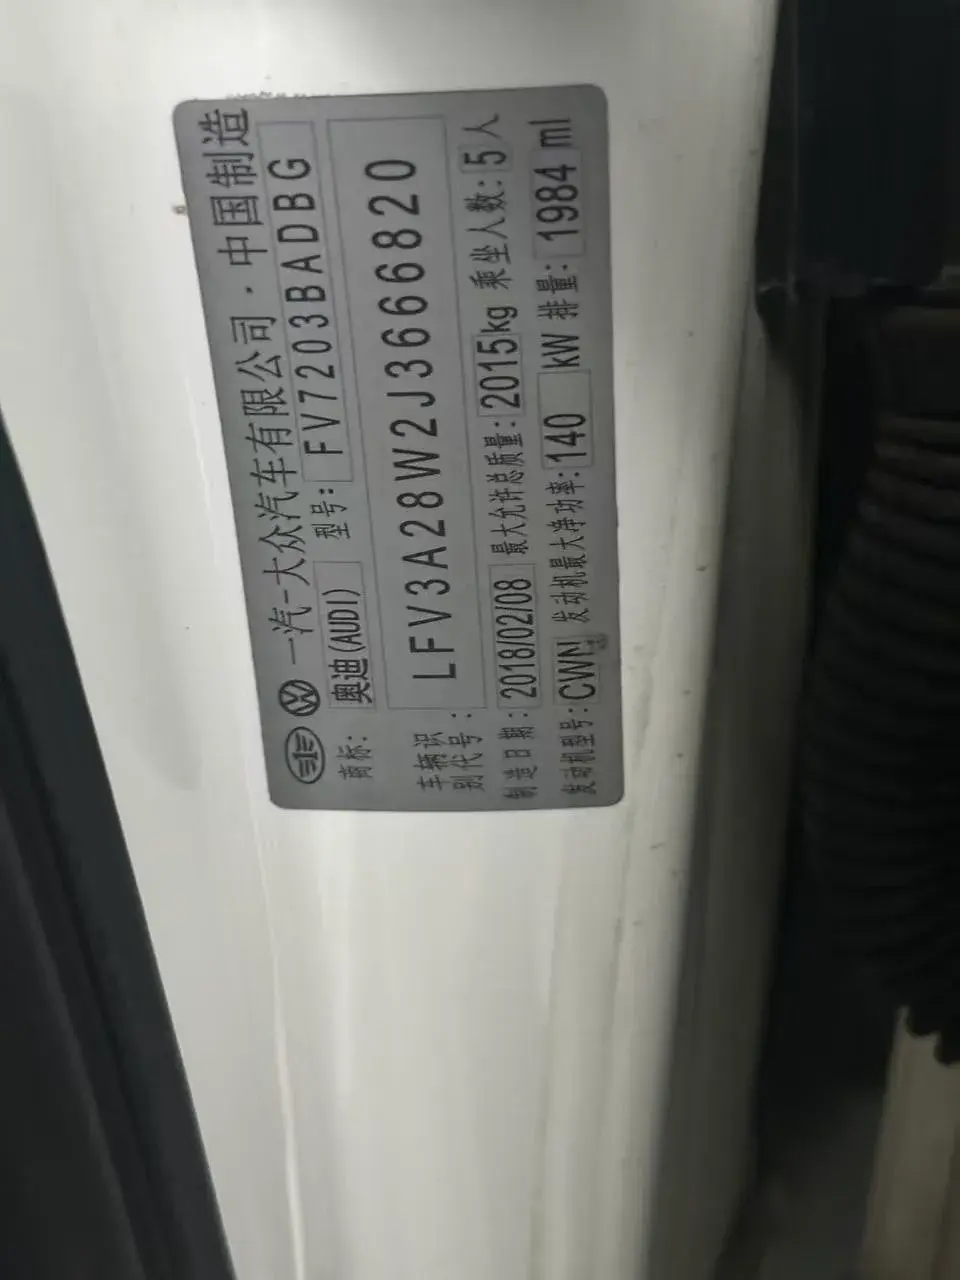 一汽-大众汽车有限公司·中国制造
商标: 奥迪(AUDI) 型号: FV7203BADBG
车辆识别代号: LFV3A28W2J3666820
制造日期: 2018/02/08 最大允许总质量: 2015kg 乘坐人数: 5人
发动机型号: CWN 发动机最大净功率: 140 kW 排量: 1984 ml